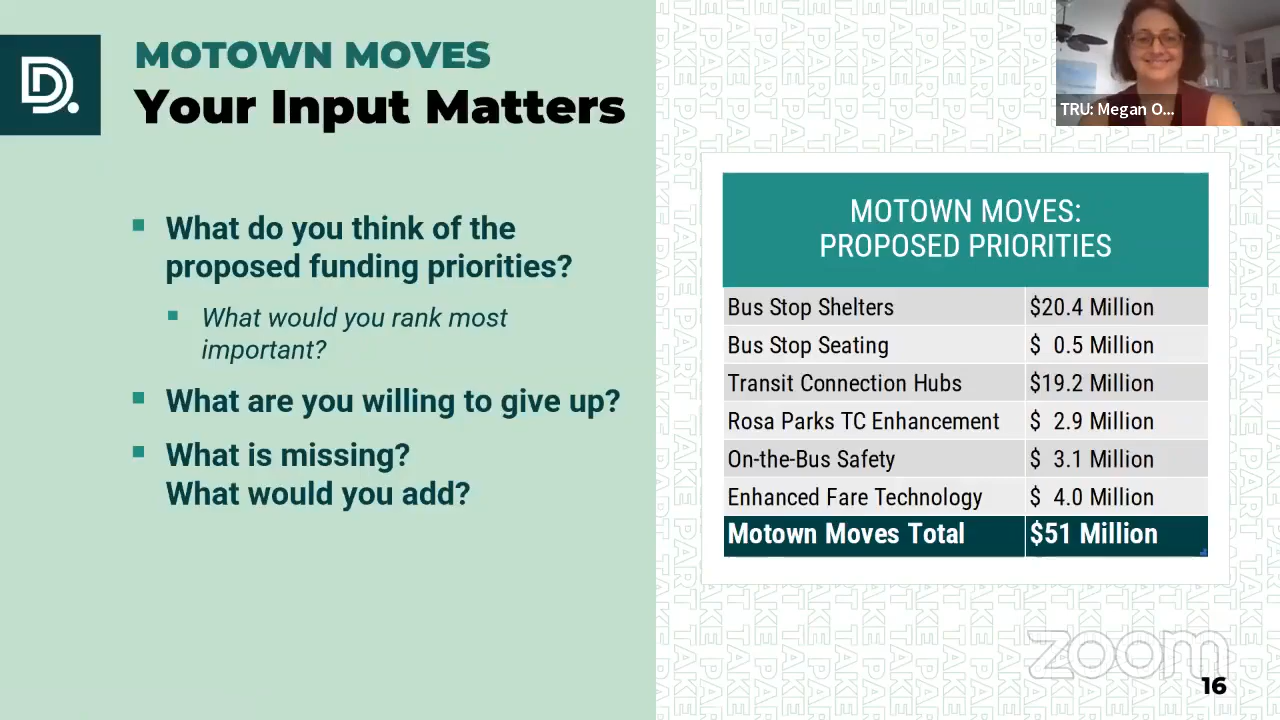 MOTOWN MOVES
Your Input Matters
What do you think of the
proposed funding priorities?
What would you rank most
important?
What are you willing to give up?
What is missing?
What would you add?
TRU: Megan O...
MOTOWN MOVES:
PROPOSED PRIORITIES
Bus Stop Shelters $20.4 Million
Bus Stop Seating $ 0.5 Million
Transit Connection Hubs $19.2 Million
Rosa Parks TC Enhancement $ 2.9 Million
On-the-Bus Safety $ 3.1 Million
Enhanced Fare Technology $ 4.0 Million
Motown Moves Total $51 Million
TAKE PART
zoom
16